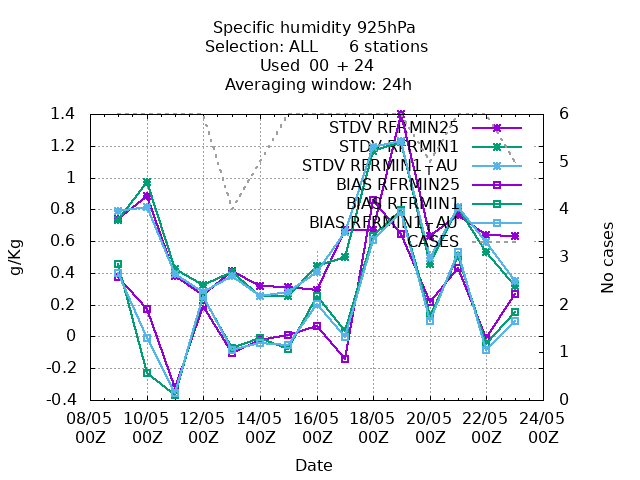 Specific humidity 925hPa
Selection: ALL 6 stations
Used 00 + 24
Averaging window: 24h
1.4
1.2
1
0.8
0.6
0.4
0.2
0
-0.2
-0.4
g/Kg
6
5
4
3
2
1
0
No cases
STDV RFRMIN25
STDV RFRMIN1
STDV RFRMIN1_AU
BIAS RFRMIN25
BIAS RFRMIN1
BIAS RFRMIN1_AU
CASES
08/05 10/05 12/05 14/05 16/05 18/05 20/05 22/05 24/05
00Z 00Z 00Z 00Z 00Z 00Z 00Z 00Z 00Z
Date